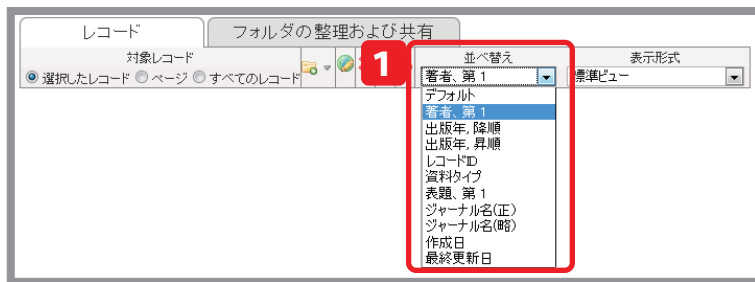 レコード
フォルダの整理および共有
対象レコード
選択したレコード ページ すべてのレコード
1
並べ替え
著者、第1
表示形式
標準ビュー
デフォルト
著者、第1
出版年, 降順
出版年, 昇順
レコードID
資料タイプ
表題、第1
ジャーナル名(正)
ジャーナル名(略)
作成日
最終更新日